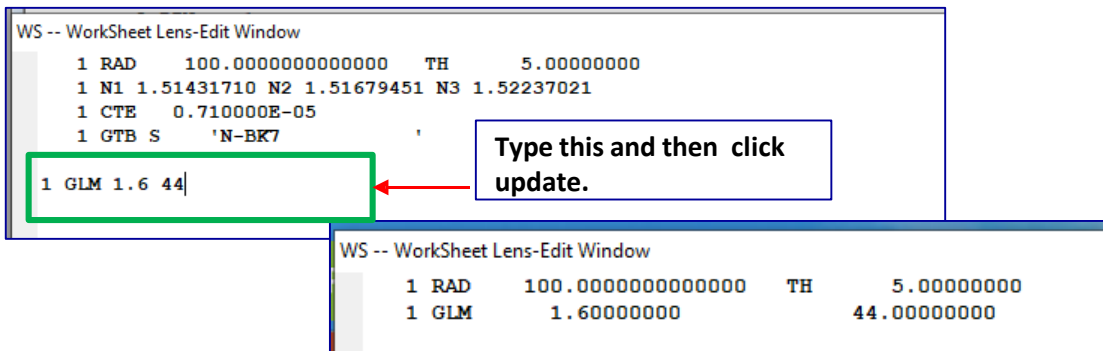 WS -- WorkSheet Lens-Edit Window
1 RAD 100.0000000000000 TH 5.00000000
1 N1 1.51431710 N2 1.51679451 N3 1.52237021
1 CTE 0.710000E-05
1 GTB S 'N-BK7 '
1 GLM 1.6 44
Type this and then click
update.
WS -- WorkSheet Lens-Edit Window
1 RAD 100.0000000000000 TH 5.00000000
1 GLM 1.60000000 44.00000000